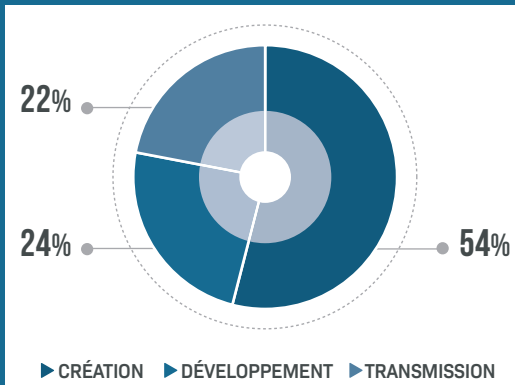 22%
24%
54%
CRÉATION DÉVELOPPEMENT TRANSMISSION